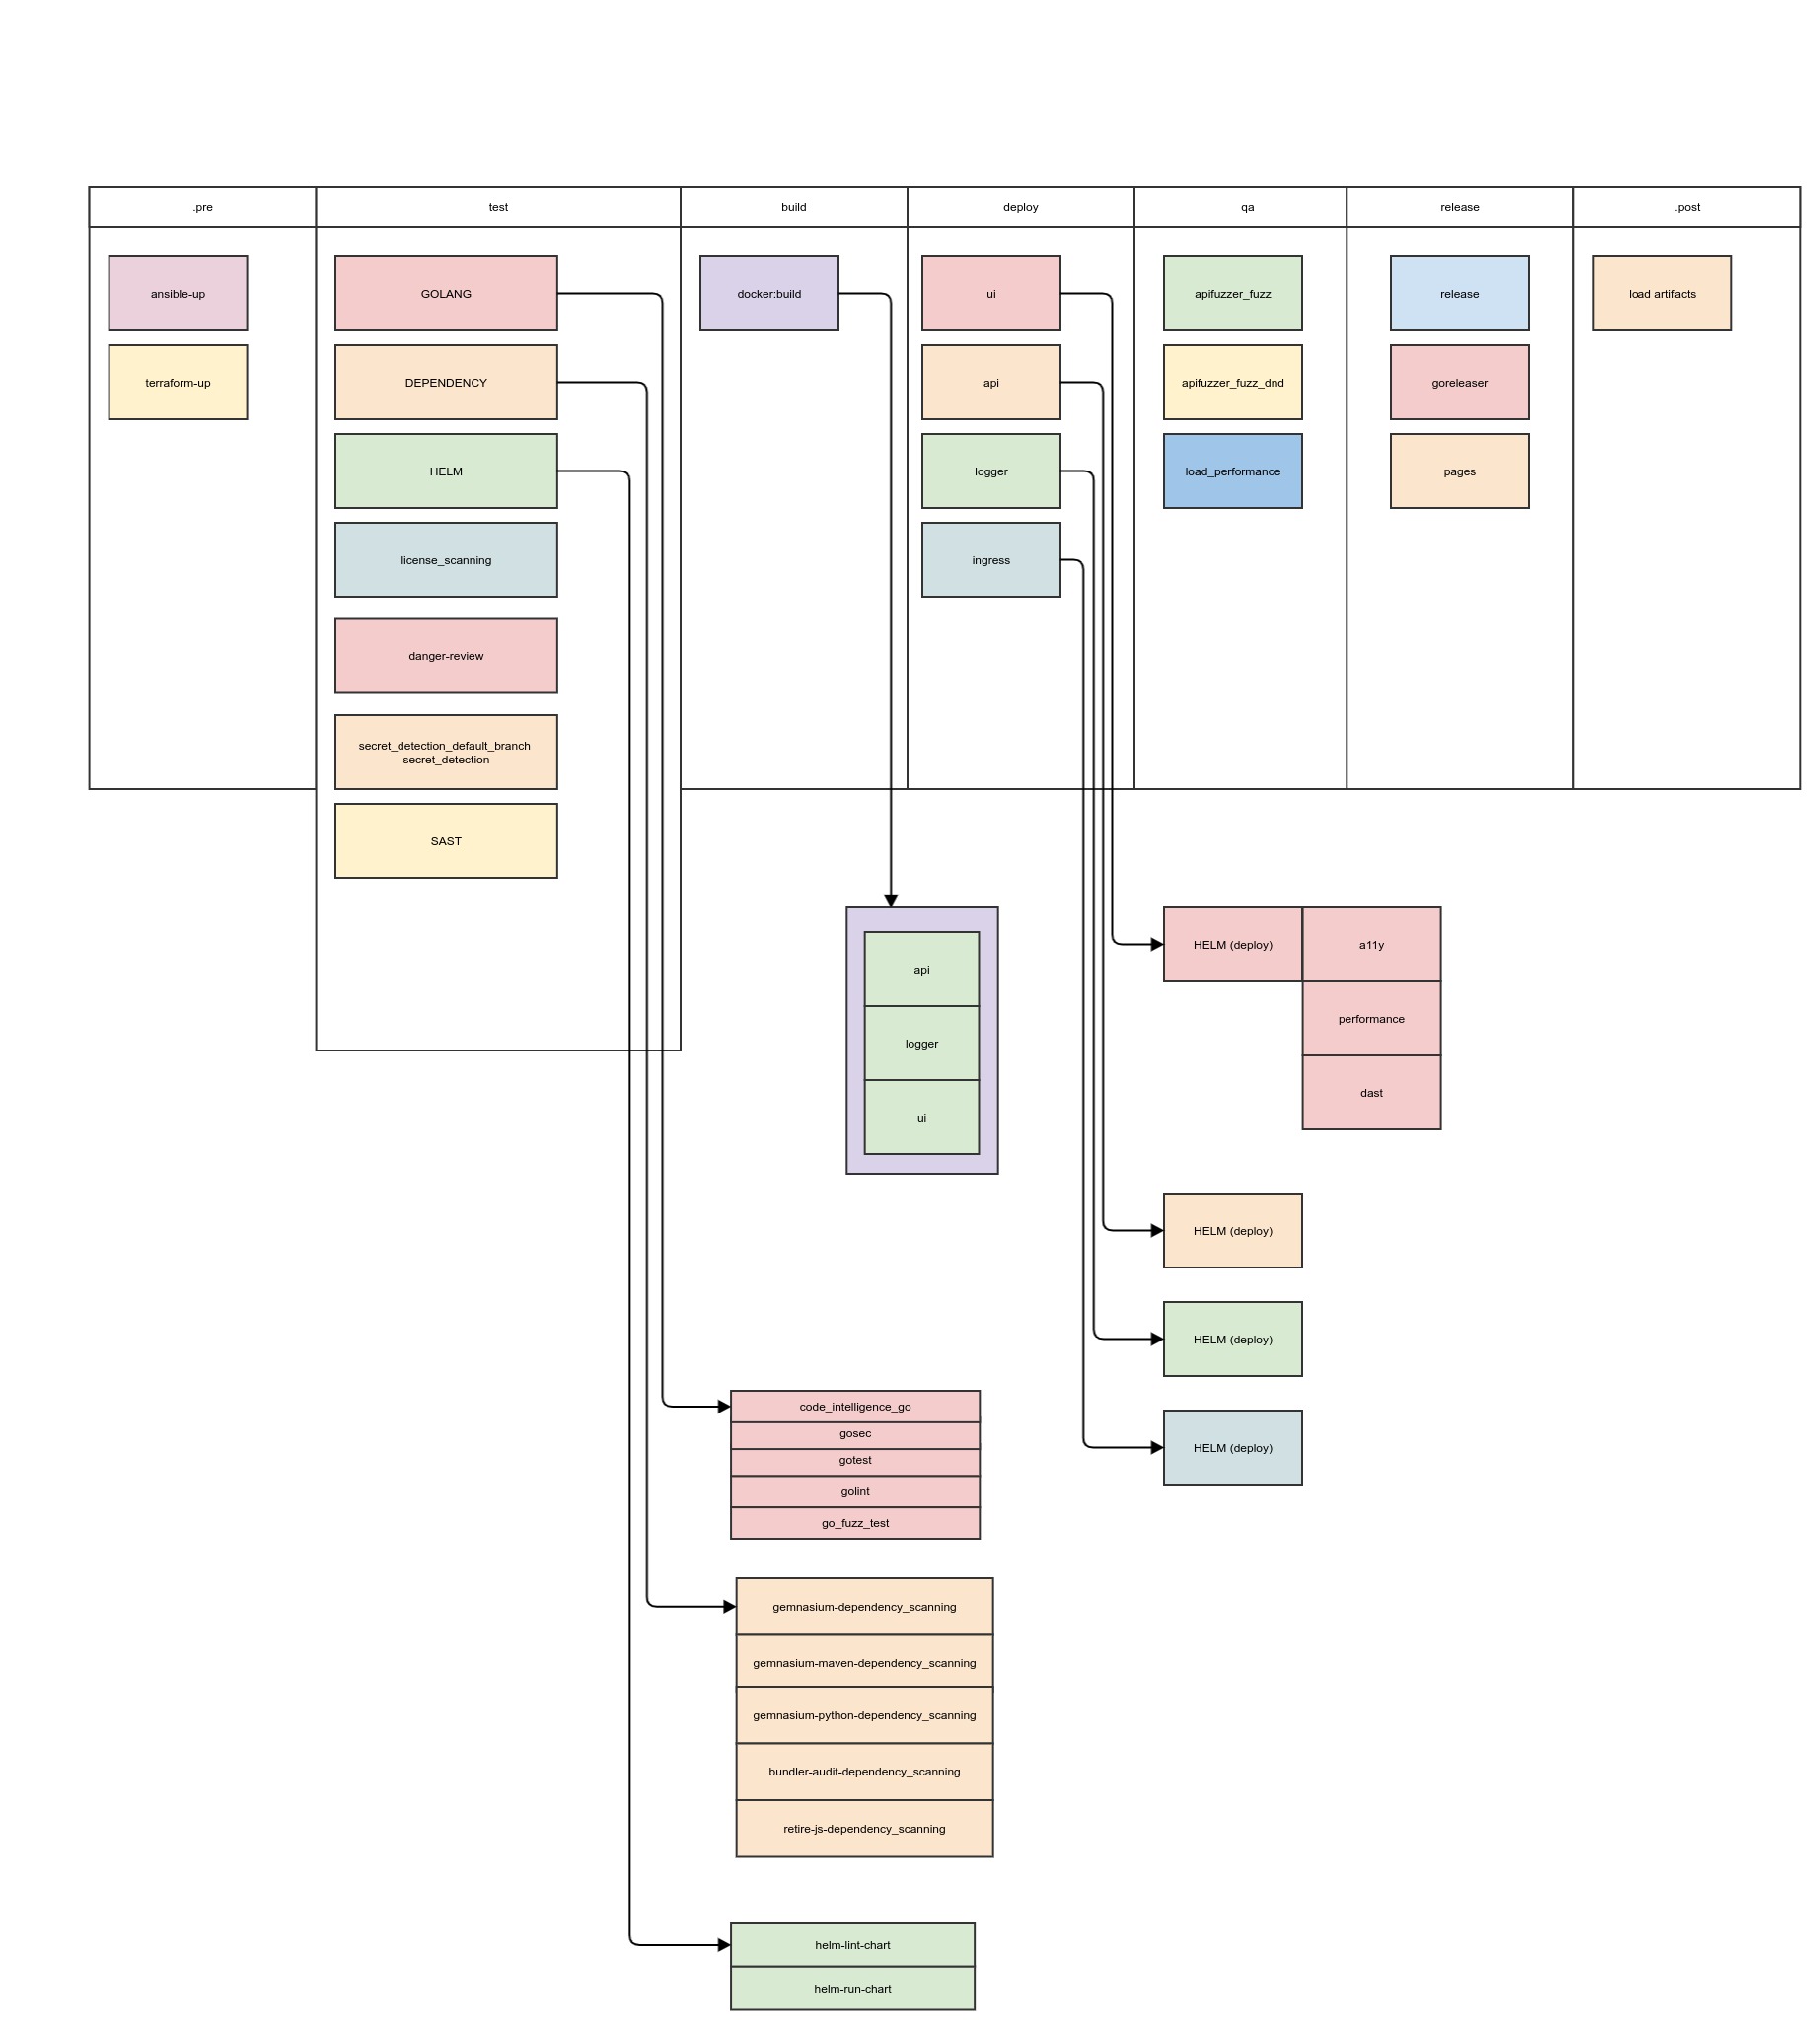 .pre
test
build
deploy
qa
release
.post
ansible-up
GOLANG
docker:build
ui
apifuzzer_fuzz
release
load artifacts
terraform-up
DEPENDENCY
api
apifuzzer_fuzz_dnd
goreleaser
HELM
logger
load_performance
pages
license_scanning
ingress
danger-review
secret_detection_default_branch
secret_detection
SAST
api
logger
ui
HELM (deploy)
a11y
performance
dast
HELM (deploy)
HELM (deploy)
HELM (deploy)
code_intelligence_go
gosec
gotest
golint
go_fuzz_test
gemnasium-dependency_scanning
gemnasium-maven-dependency_scanning
gemnasium-python-dependency_scanning
bundler-audit-dependency_scanning
retire-js-dependency_scanning
helm-lint-chart
helm-run-chart